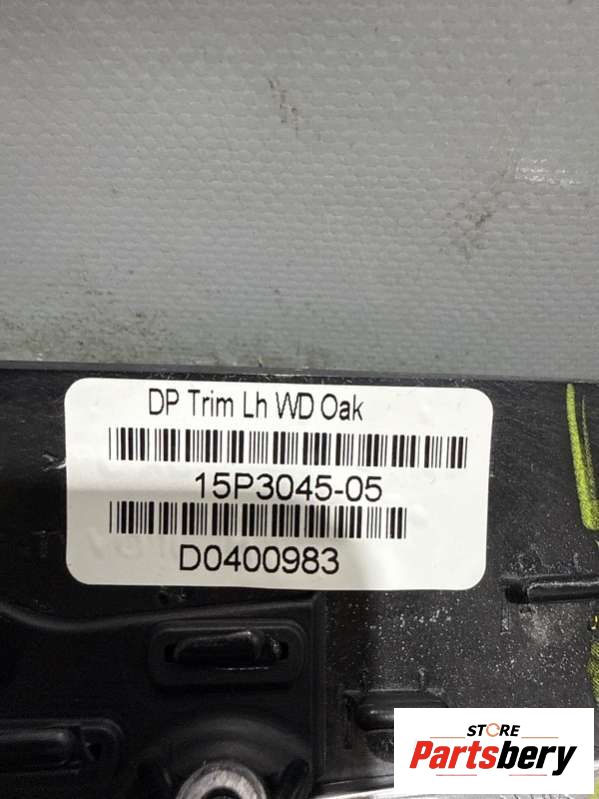 DP Trim Lh WD Oak
15P3045-05
D0400983
STORE
Partsbery